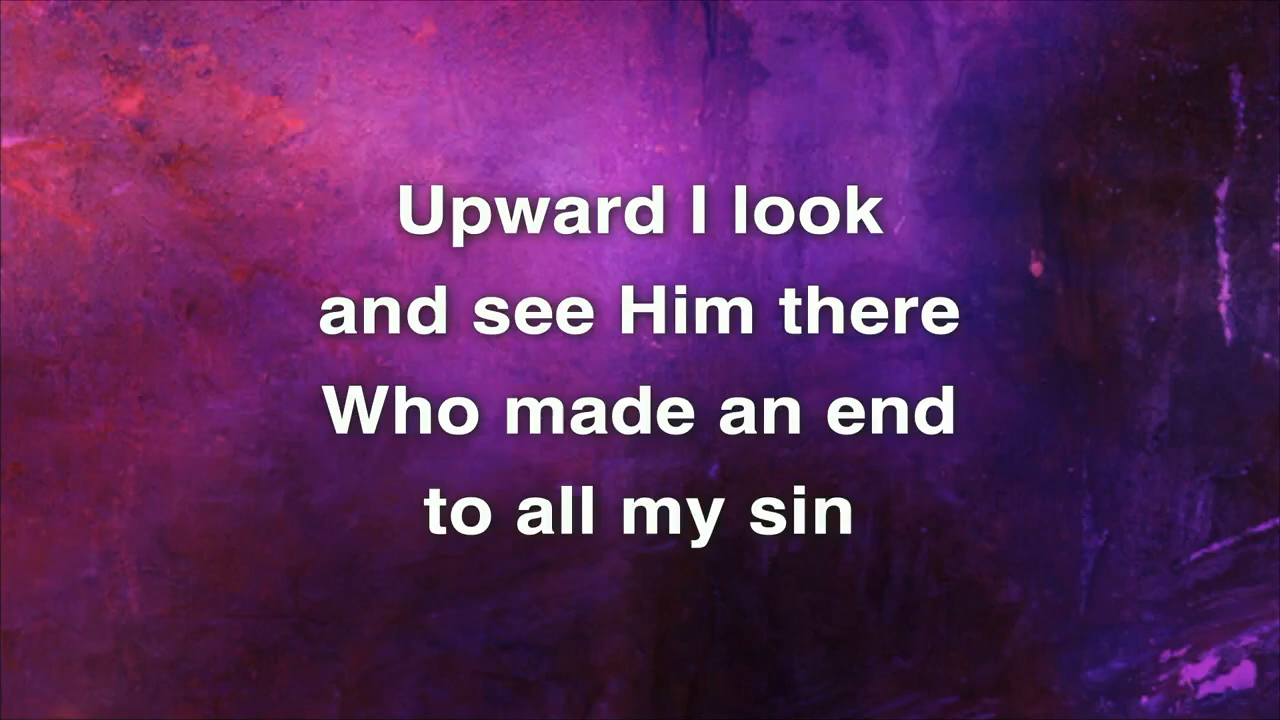 Upward I look
and see Him there
Who made an end
to all my sin